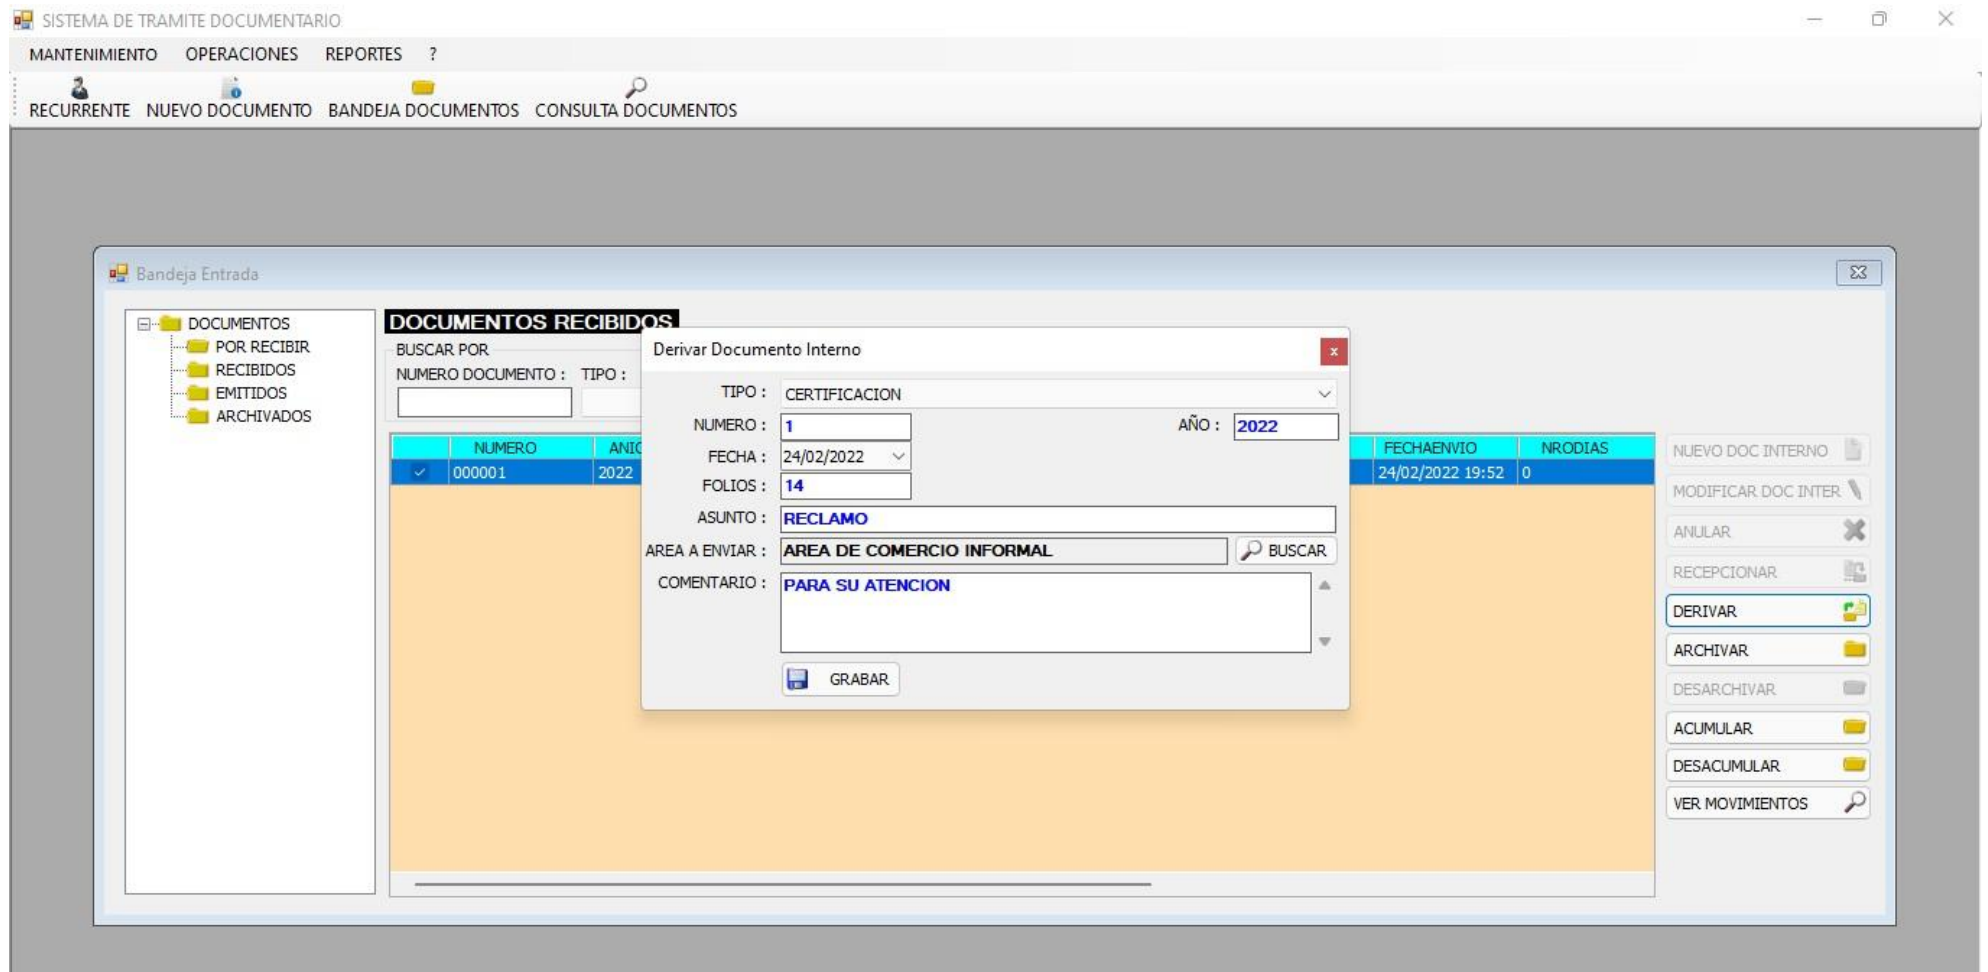 SISTEMA DE TRAMITE DOCUMENTARIO
MANTENIMIENTO OPERACIONES REPORTES ?
RECURRENTE NUEVO DOCUMENTO BANDEJA DOCUMENTOS CONSULTA DOCUMENTOS
Bandeja Entrada
DOCUMENTOS
POR RECIBIR
RECIBIDOS
EMITIDOS
ARCHIVADOS
DOCUMENTOS RECIBIDOS
BUSCAR POR
NUMERO DOCUMENTO : TIPO :
NUMERO ANIO FECHAENVIO NRODIAS
000001 2022 24/02/2022 19:52 0
Derivar Documento Interno
TIPO : CERTIFICACION
NUMERO : 1 AÑO : 2022
FECHA : 24/02/2022
FOLIOS : 14
ASUNTO : RECLAMO
AREA A ENVIAR : AREA DE COMERCIO INFORMAL BUSCAR
COMENTARIO : PARA SU ATENCION
GRABAR
NUEVO DOC INTERNO
MODIFICAR DOC INTER
ANULAR
RECEPCIONAR
DERIVAR
ARCHIVAR
DESARCHIVAR
ACUMULAR
DESACUMULAR
VER MOVIMIENTOS